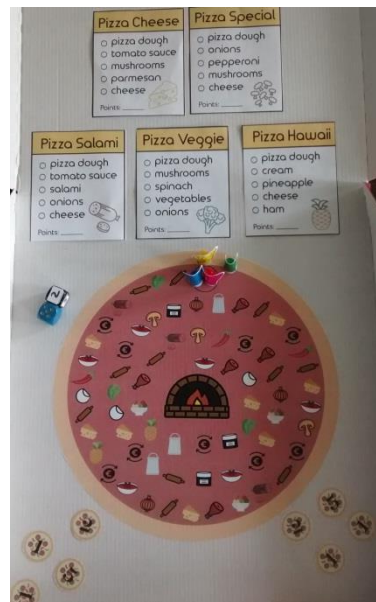 Pizza Cheese
pizza dough
tomato sauce
mushrooms
parmesan
cheese
Points:
Pizza Special
pizza dough
onions
pepperoni
mushrooms
cheese
Points:
Pizza Salami
pizza dough
tomato sauce
salami
onions
cheese
Points:
Pizza Veggie
pizza dough
mushrooms
spinach
vegetables
onions
Points:
Pizza Hawaii
pizza dough
cream
pineapple
cheese
ham
Points:
2